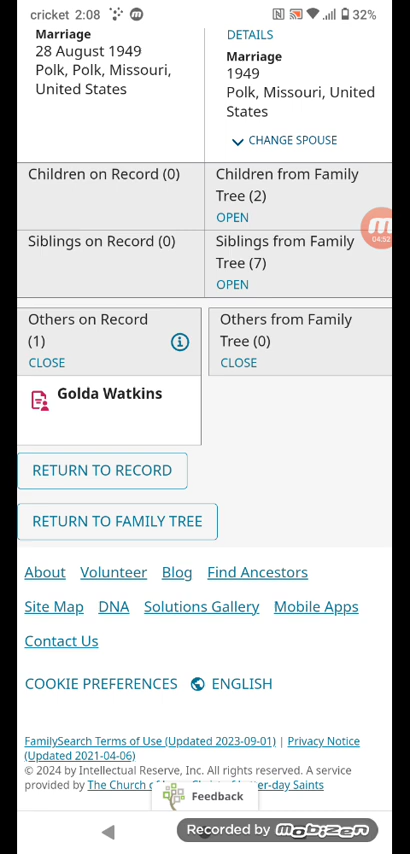 cricket 2:08
32%
Marriage
28 August 1949
Polk, Polk, Missouri,
United States
DETAILS
Marriage
1949
Polk, Missouri, United
States
CHANGE SPOUSE
Children on Record (0)
Children from Family
Tree (2)
OPEN
Siblings on Record (0)
Siblings from Family
Tree (7)
OPEN
04:52
Others on Record
(1)
CLOSE
Others from Family
Tree (0)
CLOSE
Golda Watkins
RETURN TO RECORD
RETURN TO FAMILY TREE
About Volunteer Blog Find Ancestors
Site Map DNA Solutions Gallery Mobile Apps
Contact Us
COOKIE PREFERENCES ENGLISH
FamilySearch Terms of Use (Updated 2023-09-01) | Privacy Notice
(Updated 2021-04-06)
© 2024 by Intellectual Reserve, Inc. All rights reserved. A service
provided by The Church of Christ of Latter-day Saints
Feedback
Recorded by mobizen